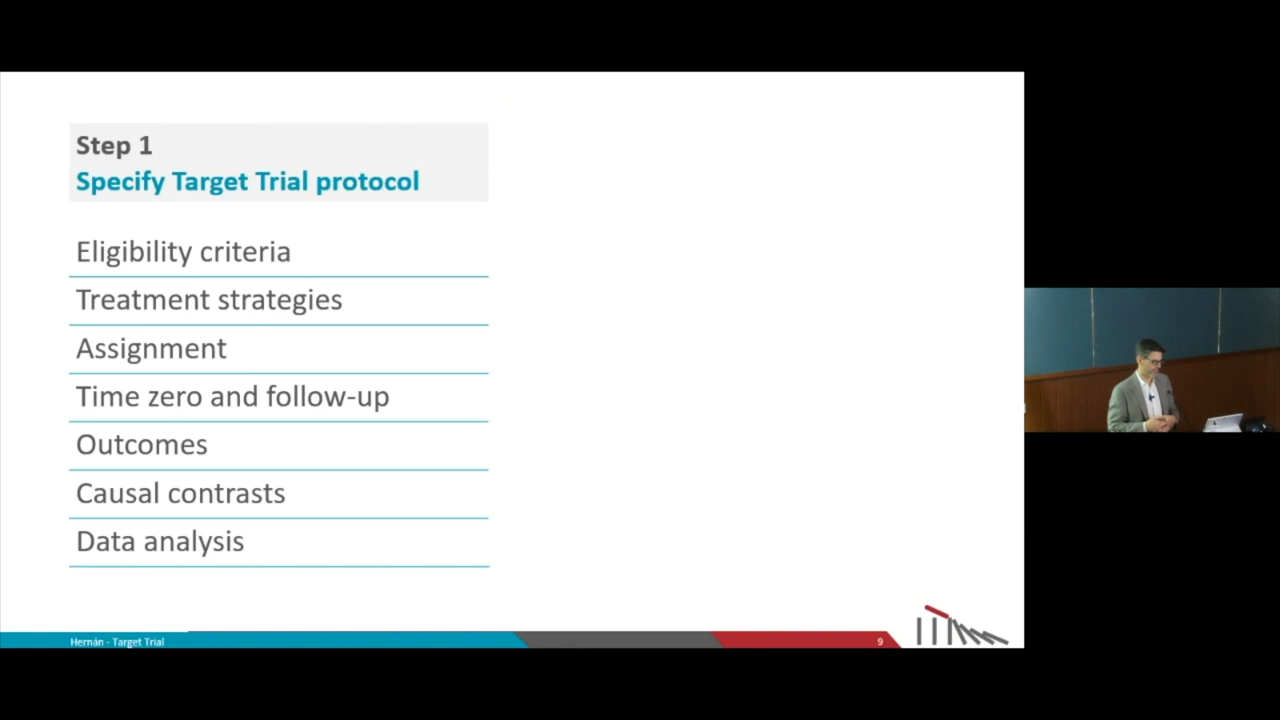 Step 1
Specify Target Trial protocol
Eligibility criteria
Treatment strategies
Assignment
Time zero and follow-up
Outcomes
Causal contrasts
Data analysis
Hernán - Target Trial
9